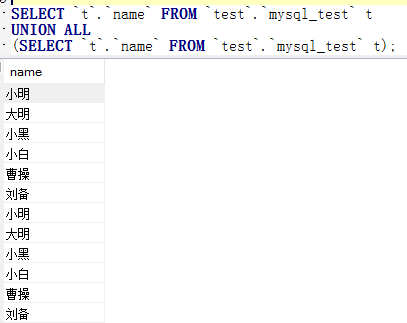 SELECT `t`.`name` FROM `test`.`mysql_test` t
UNION ALL
(SELECT `t`.`name` FROM `test`.`mysql_test` t);
name
小明
大明
小黑
小白
曹操
刘备
小明
大明
小黑
小白
曹操
刘备